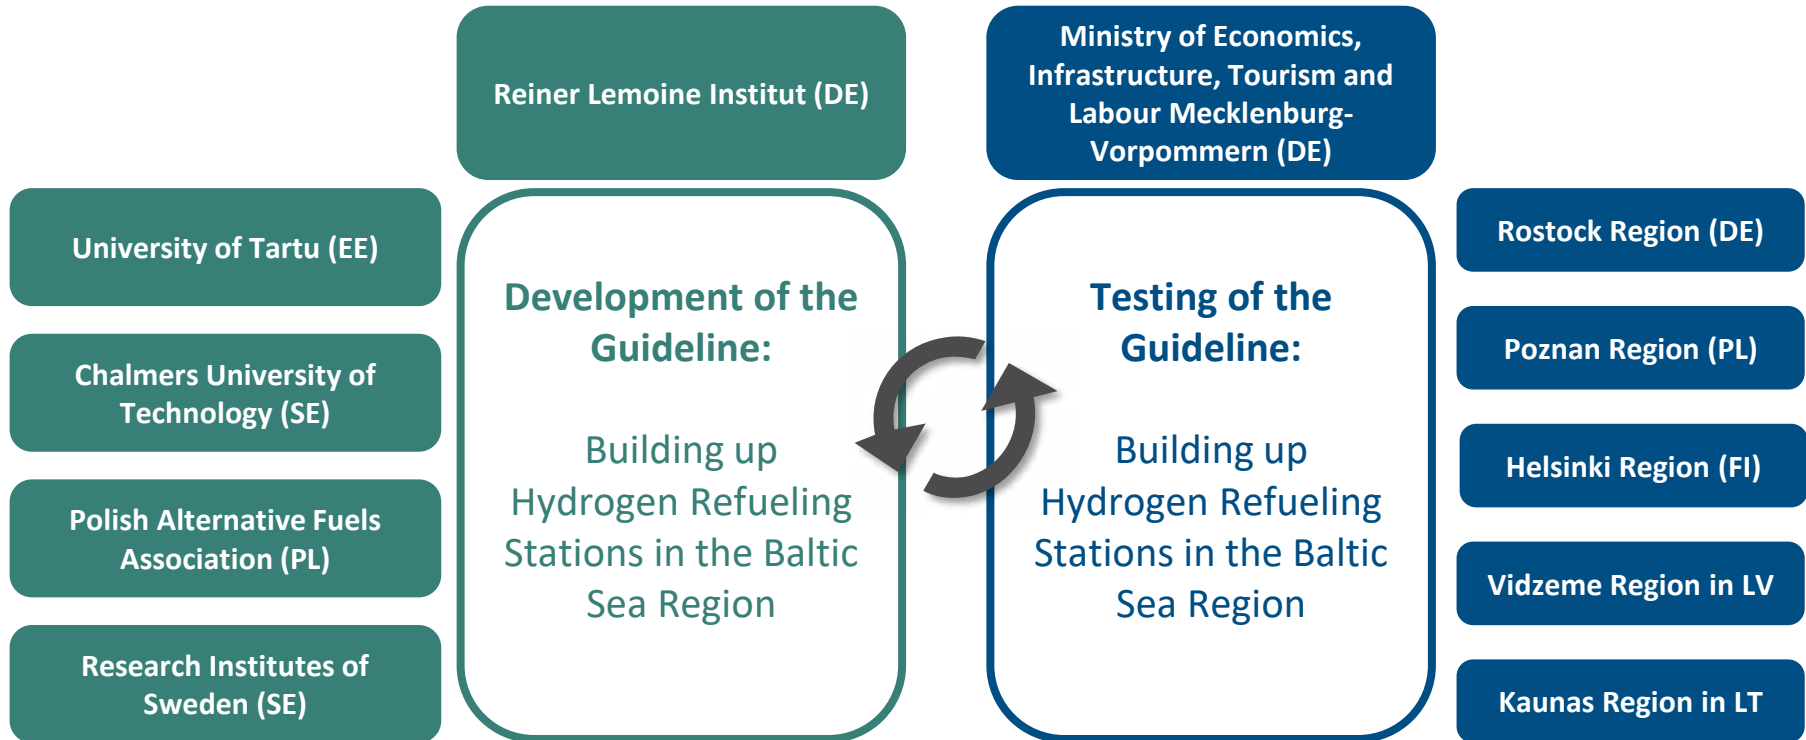 Reiner Lemoine Institut (DE)
Ministry of Economics,
Infrastructure, Tourism and
Labour Mecklenburg-
Vorpommern (DE)
University of Tartu (EE)
Chalmers University of
Technology (SE)
Polish Alternative Fuels
Association (PL)
Research Institutes of
Sweden (SE)
Development of the
Guideline:
Building up
Hydrogen Refueling
Stations in the Baltic
Sea Region
Testing of the
Guideline:
Building up
Hydrogen Refueling
Stations in the Baltic
Sea Region
Rostock Region (DE)
Poznan Region (PL)
Helsinki Region (FI)
Vidzeme Region in LV
Kaunas Region in LT